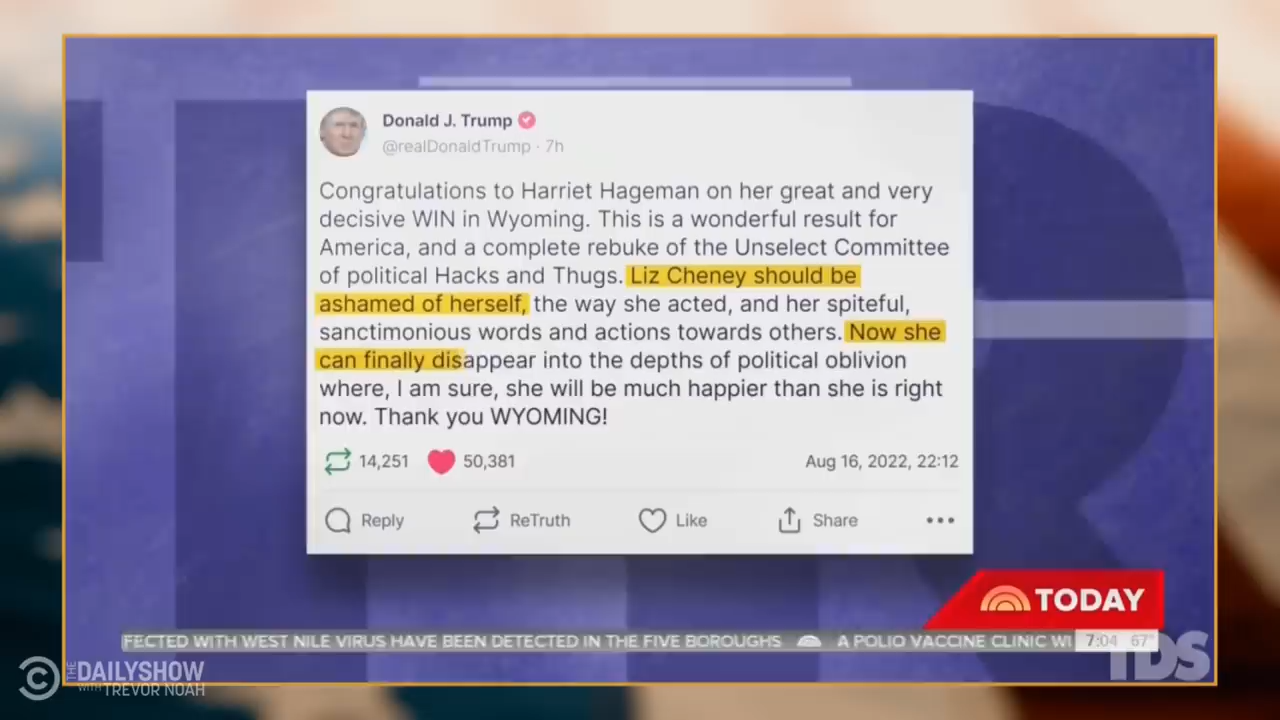 Donald J. Trump
@realDonaldTrump · 7h
Congratulations to Harriet Hageman on her great and very
decisive WIN in Wyoming. This is a wonderful result for
America, and a complete rebuke of the Unselect Committee
of political Hacks and Thugs. Liz Cheney should be
ashamed of herself, the way she acted, and her spiteful,
sanctimonious words and actions towards others. Now she
can finally disappear into the depths of political oblivion
where, I am sure, she will be much happier than she is right
now. Thank you WYOMING!
14,251 50,381 Aug 16, 2022, 22:12
Reply ReTruth Like Share
TODAY
FECTED WITH WEST NILE VIRUS HAVE BEEN DETECTED IN THE FIVE BOROUGHS A POLIO VACCINE CLINIC WI 7:04 67°
TDS
THE DAILYSHOW
WITH TREVOR NOAH